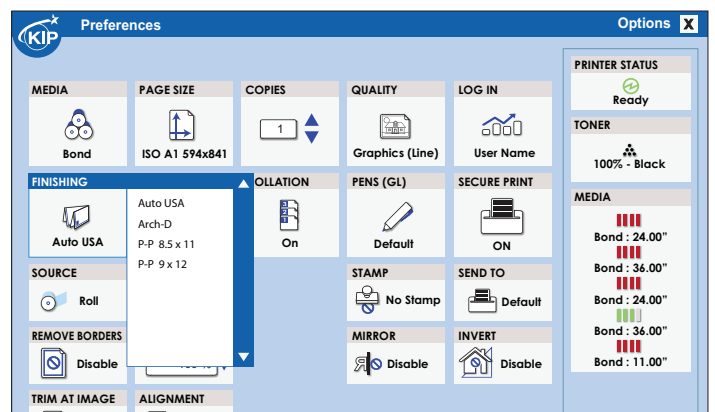 KIP
Preferences
Options X
PRINTER STATUS
Ready
MEDIA
PAGE SIZE
COPIES
QUALITY
LOG IN
Bond
ISO A1 594x841
1
Graphics (Line)
User Name
TONER
100% - Black
FINISHING
OLLATION
PENS (GL)
SECURE PRINT
Auto USA
Auto USA
Arch-D
P-P 8.5 x 11
P-P 9 x 12
On
Default
ON
MEDIA
Bond : 24.00"
Bond : 36.00"
Bond : 24.00"
Bond : 36.00"
Bond : 11.00"
SOURCE
Roll
STAMP
No Stamp
SEND TO
Default
REMOVE BORDERS
Disable
MIRROR
Disable
INVERT
Disable
TRIM AT IMAGE
ALIGNMENT